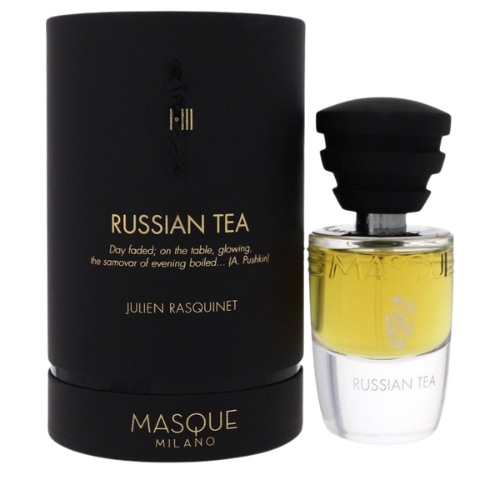 I·III
RUSSIAN TEA
Day faded; on the table, glowing,
the samovar of evening boiled... (A. Pushkin)
JULIEN RASQUINET
MASQUE
MILANO
MASQUE
RUSSIAN TEA